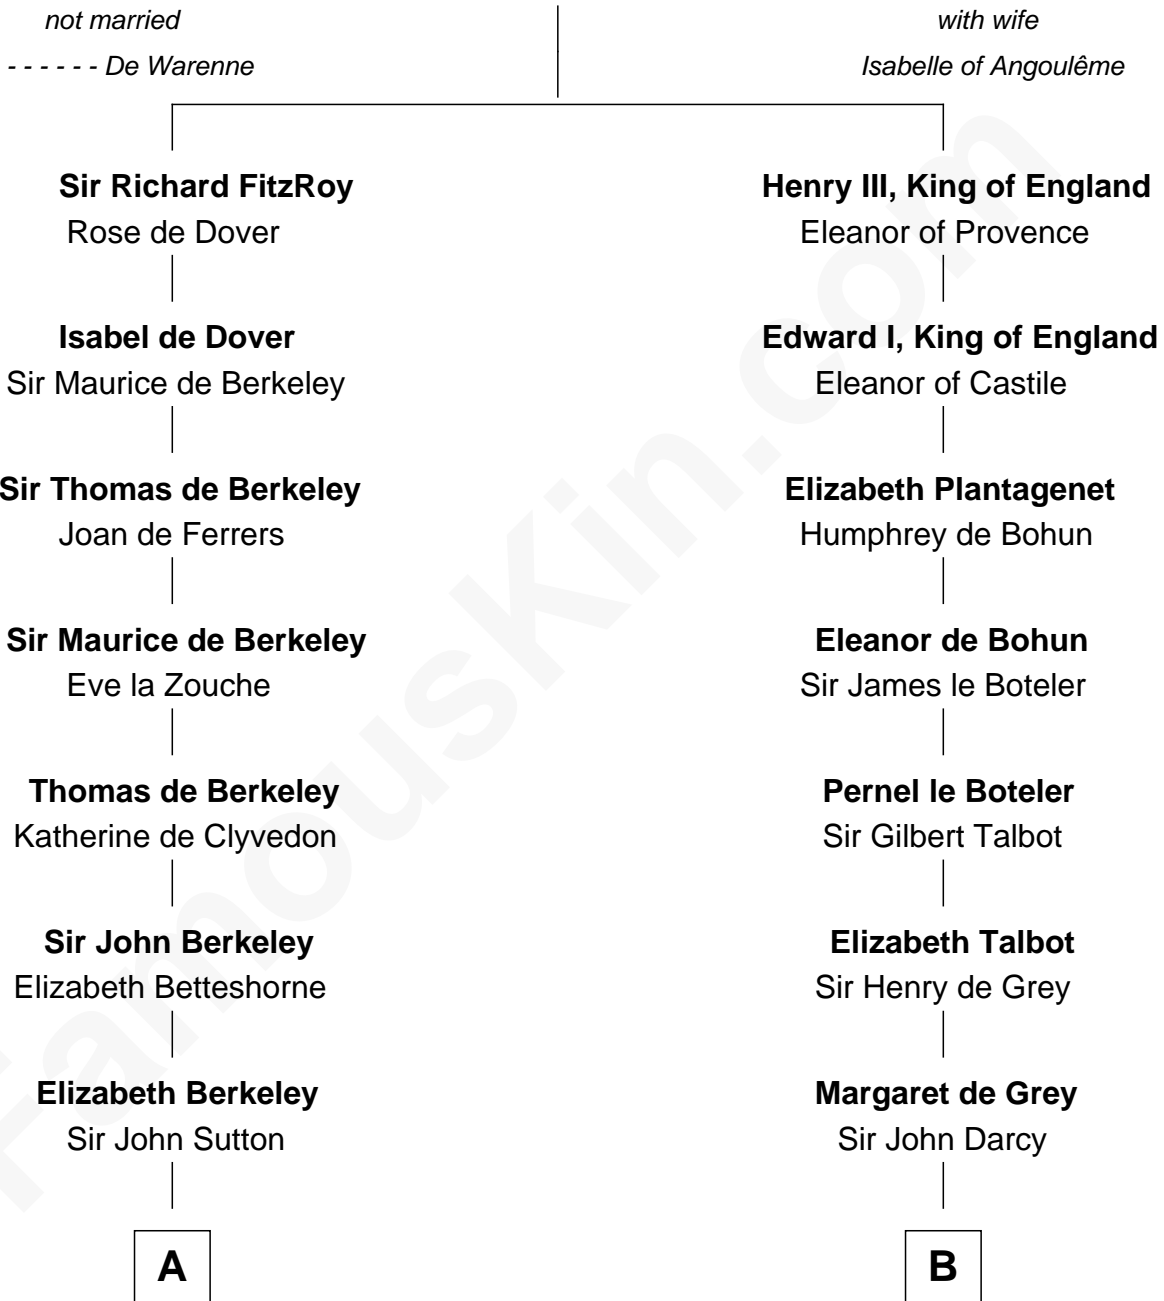 not married
with wife
- - - - - - De Warenne
Isabelle of Angoulême
Sir Richard FitzRoy
Rose de Dover
Henry III, King of England
Eleanor of Provence
Isabel de Dover
Sir Maurice de Berkeley
Edward I, King of England
Eleanor of Castile
Sir Thomas de Berkeley
Joan de Ferrers
Elizabeth Plantagenet
Humphrey de Bohun
Sir Maurice de Berkeley
Eve la Zouche
Eleanor de Bohun
Sir James le Boteler
Thomas de Berkeley
Katherine de Clyvedon
Pernel le Boteler
Sir Gilbert Talbot
Sir John Berkeley
Elizabeth Betteshorne
Elizabeth Talbot
Sir Henry de Grey
Elizabeth Berkeley
Sir John Sutton
Margaret de Grey
Sir John Darcy
A
B
FamousKin.com